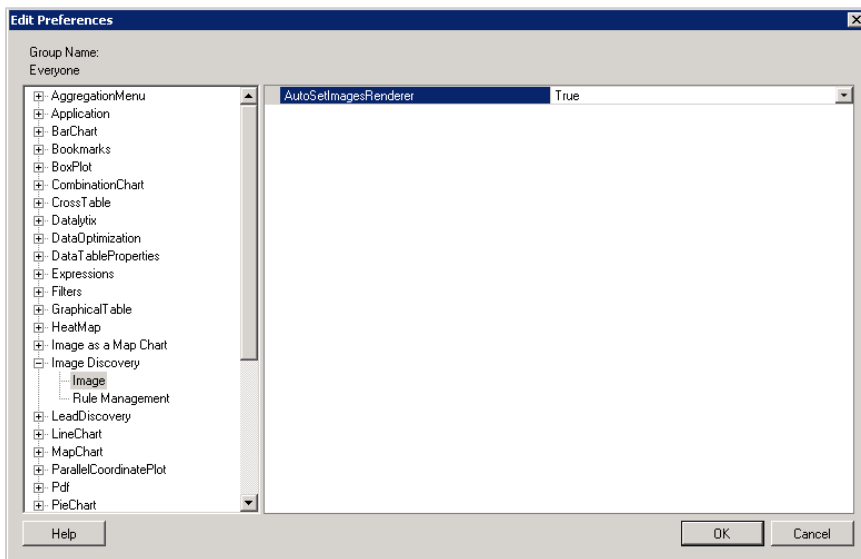 Edit Preferences
Group Name:
Everyone
AggregationMenu
Application
BarChart
Bookmarks
BoxPlot
CombinationChart
CrossTable
Datalytix
DataOptimization
DataTableProperties
Expressions
Filters
GraphicalTable
HeatMap
Image as a Map Chart
Image Discovery
Image
Rule Management
LeadDiscovery
LineChart
MapChart
ParallelCoordinatePlot
Pdf
PieChart
AutoSetImagesRenderer True
Help
OK
Cancel